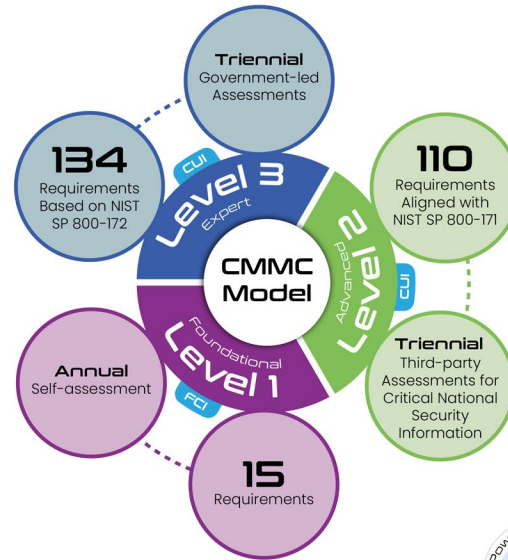 Triennial
Government-led
Assessments
134
Requirements
Based on NIST
SP 800-172
CUI
Level 3
Expert
110
Requirements
Aligned with
NIST SP 800-171
CMMC
Model
Advanced
Level 2
CUI
Triennial
Third-party
Assessments for
Critical National
Security
Information
Foundational
Level 1
FCI
Annual
Self-assessment
15
Requirements